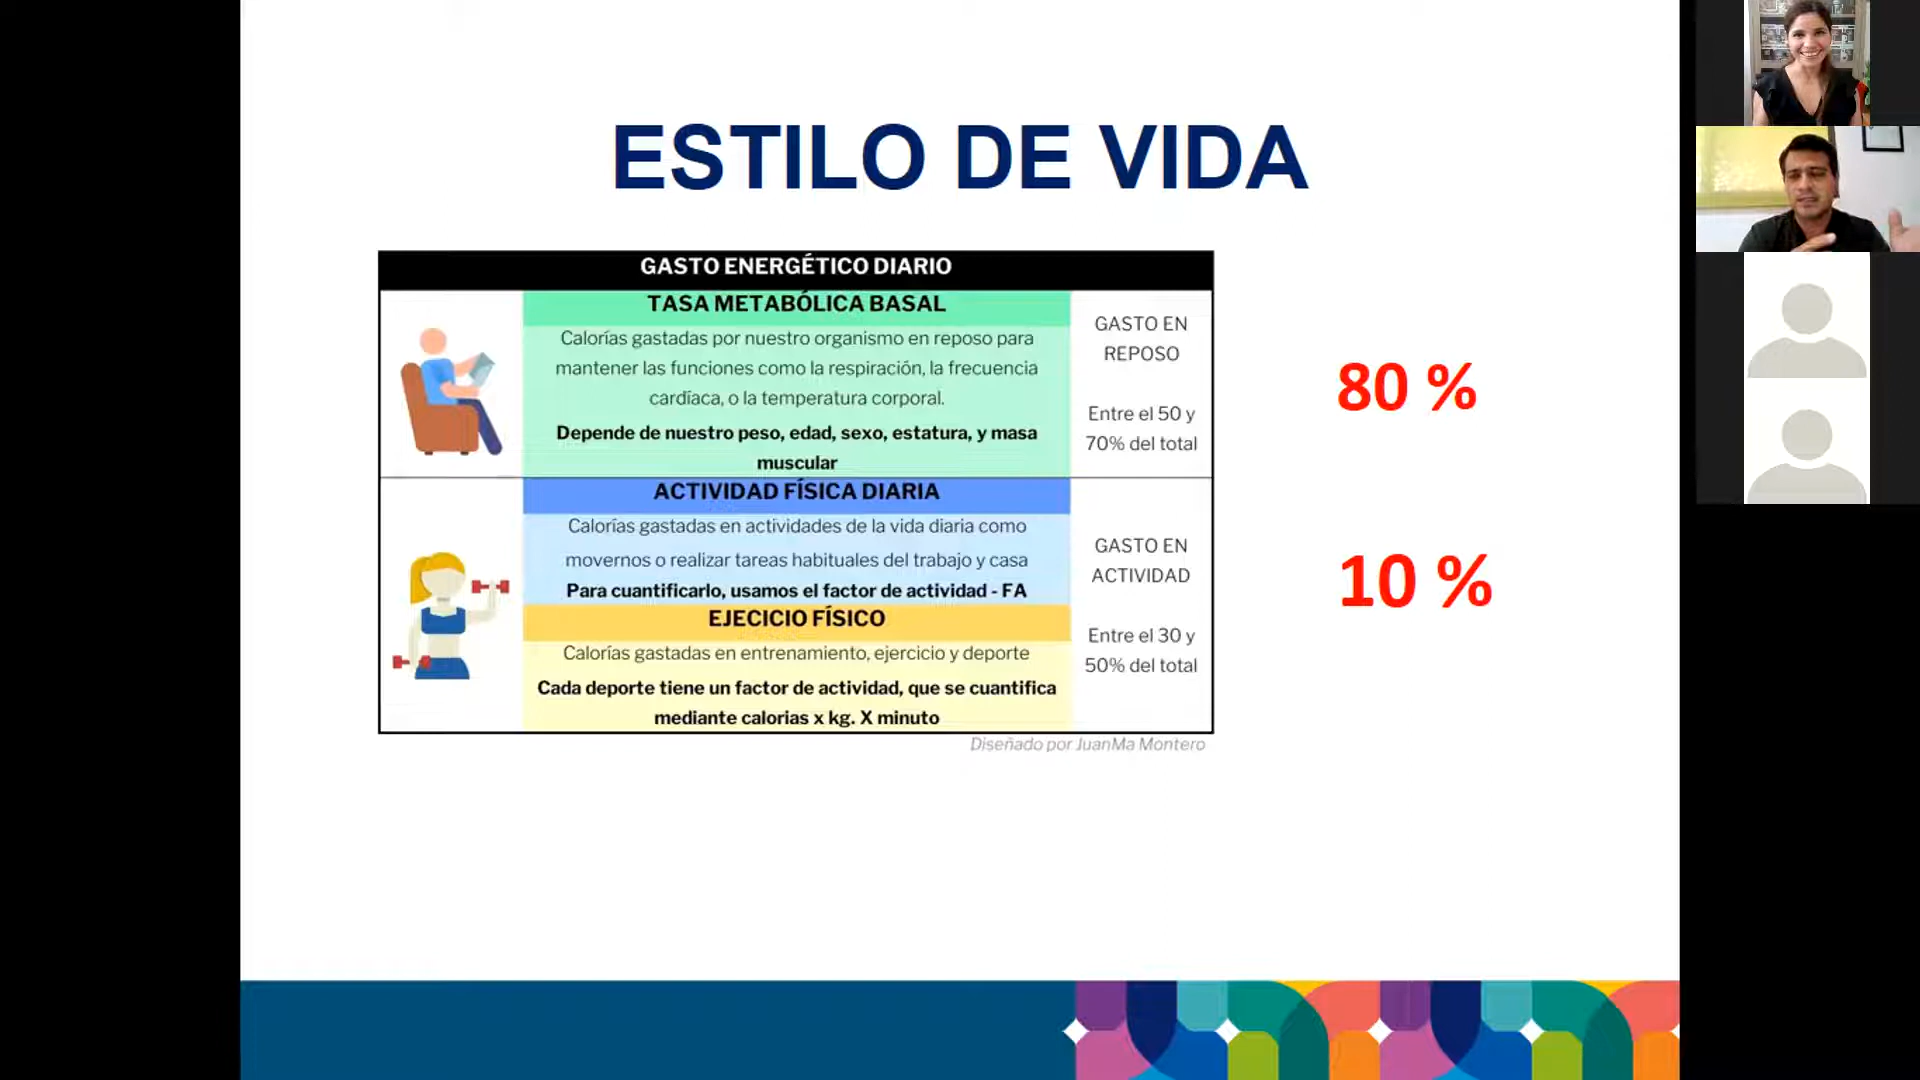 ESTILO DE VIDA
GASTO ENERGÉTICO DIARIO
TASA METABÓLICA BASAL
Calorías gastadas por nuestro organismo en reposo para
mantener las funciones como la respiración, la frecuencia
cardíaca, o la temperatura corporal.
Depende de nuestro peso, edad, sexo, estatura, y masa
muscular
GASTO EN
REPOSO
Entre el 50 y
70% del total
80 %
ACTIVIDAD FÍSICA DIARIA
Calorías gastadas en actividades de la vida diaria como
movernos o realizar tareas habituales del trabajo y casa
Para cuantificarlo, usamos el factor de actividad - FA
EJECICIO FÍSICO
Calorías gastadas en entrenamiento, ejercicio y deporte
Cada deporte tiene un factor de actividad, que se cuantifica
mediante calorias x kg. X minuto
GASTO EN
ACTIVIDAD
Entre el 30 y
50% del total
10 %
Diseñado por JuanMa Montero